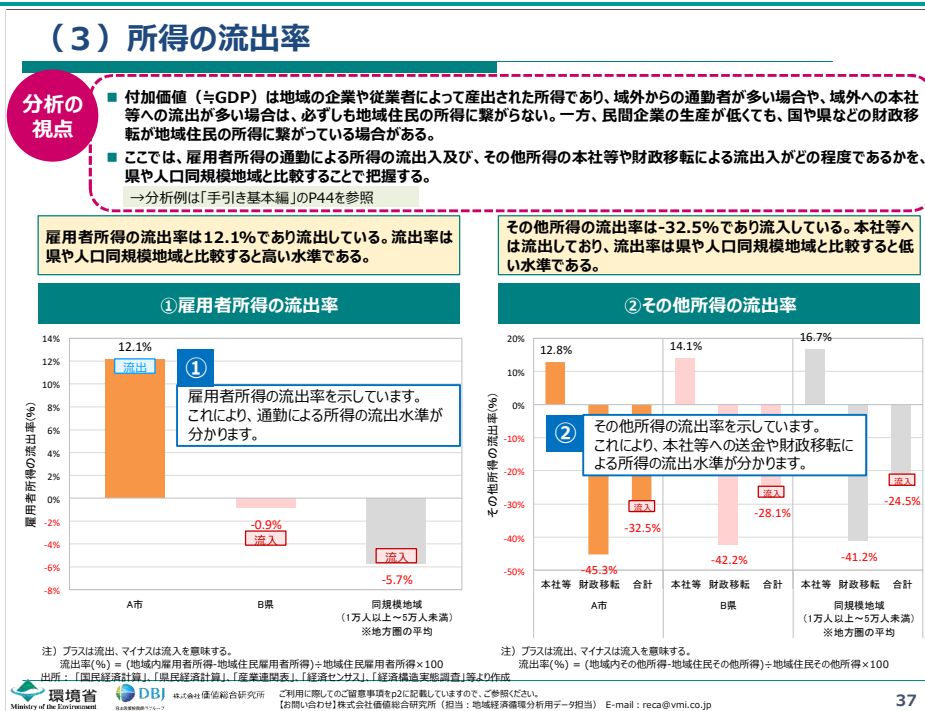 （３）所得の流出率
分析の
視点
■ 付加価値（≒GDP）は地域の企業や従業者によって産出された所得であり、域外からの通勤者が多い場合や、域外への本社
等への流出が多い場合は、必ずしも地域住民の所得に繋がらない。一方、民間企業の生産が低くても、国や県などの財政移
転が地域住民の所得に繋がっている場合がある。
■ ここでは、雇用者所得の通勤による所得の流出入及び、その他所得の本社等や財政移転による流出入がどの程度であるかを、
県や人口同規模地域と比較することで把握する。
→分析例は「手引き基本編」のP44を参照
雇用者所得の流出率は12.1%であり流出している。流出率は
県や人口同規模地域と比較すると高い水準である。
①雇用者所得の流出率
14%
12%
10%
8%
6%
4%
2%
0%
-2%
-4%
-6%
-8%
雇用者所得の流出率(%)
12.1%
流出
①
雇用者所得の流出率を示しています。
これにより、通勤による所得の流出水準が
分かります。
-0.9%
流入
流入
-5.7%
A市
B県
同規模地域
（1万人以上～5万人未満）
※地方圏の平均
注）プラスは流出、マイナスは流入を意味する。
流出率(%) = (地域内雇用者所得-地域住民雇用者所得)÷地域住民雇用者所得×100
その他所得の流出率は-32.5%であり流入している。本社等へ
は流出しており、流出率は県や人口同規模地域と比較すると低
い水準である。
②その他所得の流出率
20%
10%
0%
-10%
-20%
-30%
-40%
-50%
その他所得の流出率(%)
12.8%
14.1%
16.7%
②
その他所得の流出率を示しています。
これにより、本社等への送金や財政移転に
よる所得の流出水準が分かります。
流入
-32.5%
-45.3%
流入
-28.1%
-42.2%
流入
-24.5%
-41.2%
本社等 財政移転 合計 本社等 財政移転 合計 本社等 財政移転 合計
A市
B県
同規模地域
（1万人以上～5万人未満）
※地方圏の平均
注）プラスは流出、マイナスは流入を意味する。
流出率(%) = (地域内その他所得-地域住民その他所得)÷地域住民その他所得×100
出所：「国民経済計算」、「県民経済計算」、「産業連関表」、「経済センサス」、「経済構造実態調査」等より作成
環境省
Ministry of the Environment
DBJ
日本政策投資銀行グループ
株式会社価値総合研究所
ご利用に際してのご留意事項をp2に記載していますので、ご参照ください。
【お問い合わせ】株式会社価値総合研究所（担当：地域経済循環分析用データ担当） E-mail：reca@vmi.co.jp
37